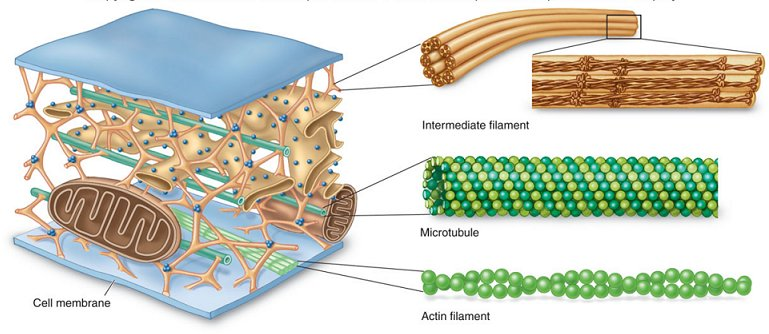 Intermediate filament
Microtubule
Cell membrane
Actin filament